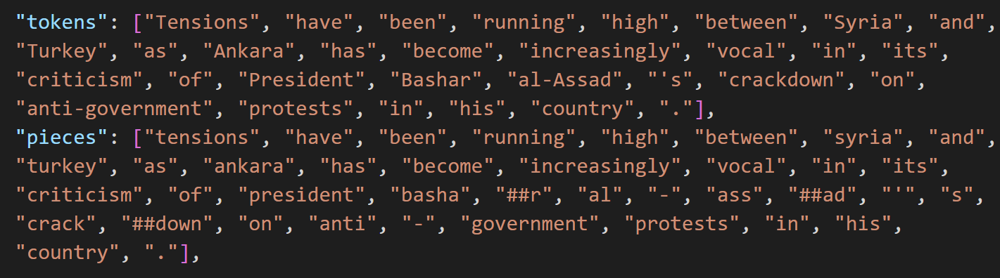 "tokens": ["Tensions", "have", "been", "running", "high", "between", "Syria", "and",
"Turkey", "as", "Ankara", "has", "become", "increasingly", "vocal", "in", "its",
"criticism", "of", "President", "Bashar", "al-Assad", "'s", "crackdown", "on",
"anti-government", "protests", "in", "his", "country", "."],
"pieces": ["tensions", "have", "been", "running", "high", "between", "syria", "and",
"turkey", "as", "ankara", "has", "become", "increasingly", "vocal", "in", "its",
"criticism", "of", "president", "basha", "##r", "al", "-", "ass", "##ad", "'", "s",
"crack", "##down", "on", "anti", "-", "government", "protests", "in", "his",
"country", "."],